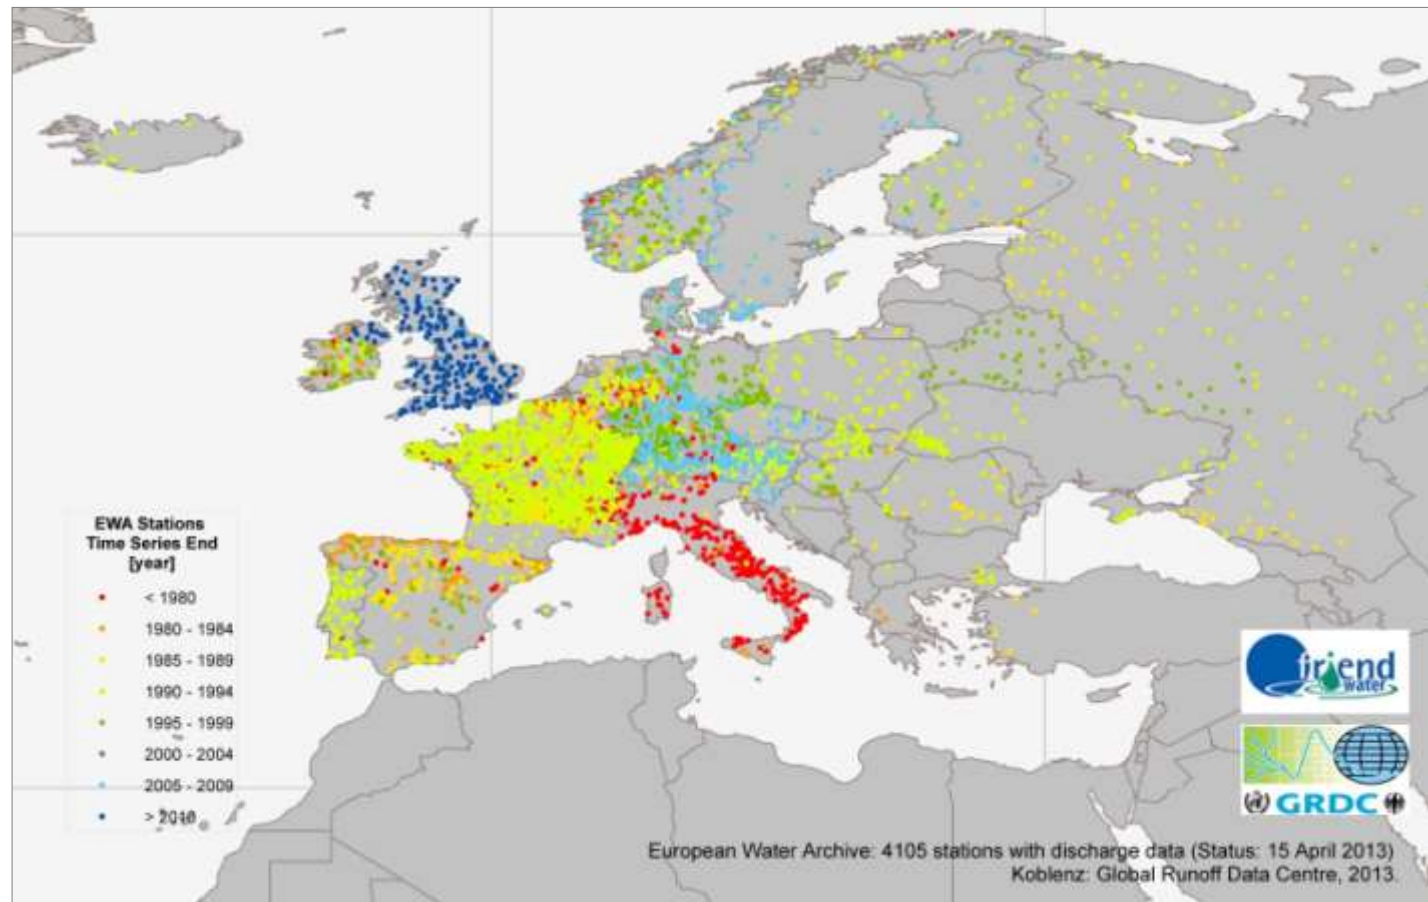 EWA Stations
Time Series End
[year]
< 1980
1980 - 1984
1985 - 1989
1990 - 1994
1995 - 1999
2000 - 2004
2005 - 2009
> 2010
friend
water
GRDC
European Water Archive: 4105 stations with discharge data (Status: 15 April 2013)
Koblenz: Global Runoff Data Centre, 2013.